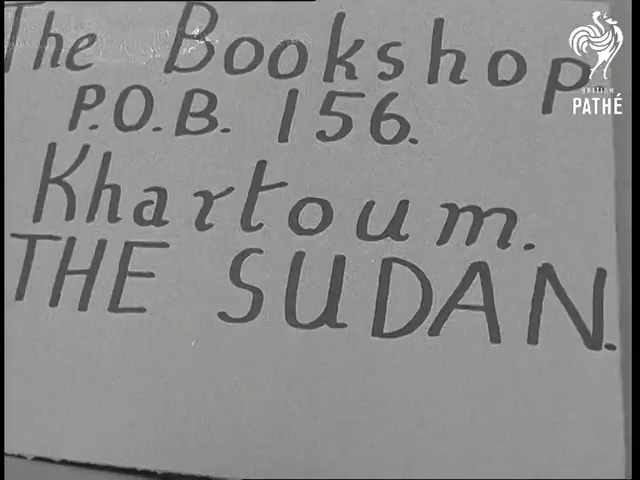 The Bookshop
P.O.B. 156.
Khartoum.
THE SUDAN.
BRITISH
PATHÉ